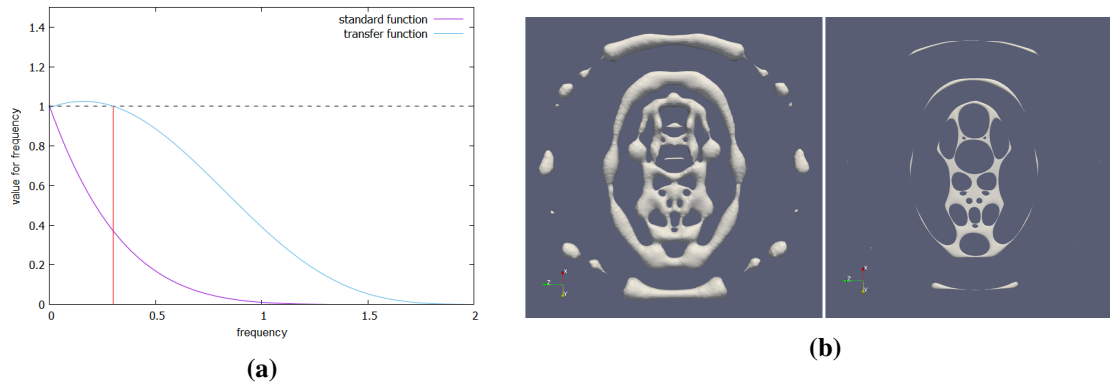 1.4
1.2
1
0.8
0.6
0.4
0.2
0
value for frequency
standard function
transfer function
0 0.5 1 1.5 2
frequency
(a)
X
Z
Y
X
Z
Y
(b)